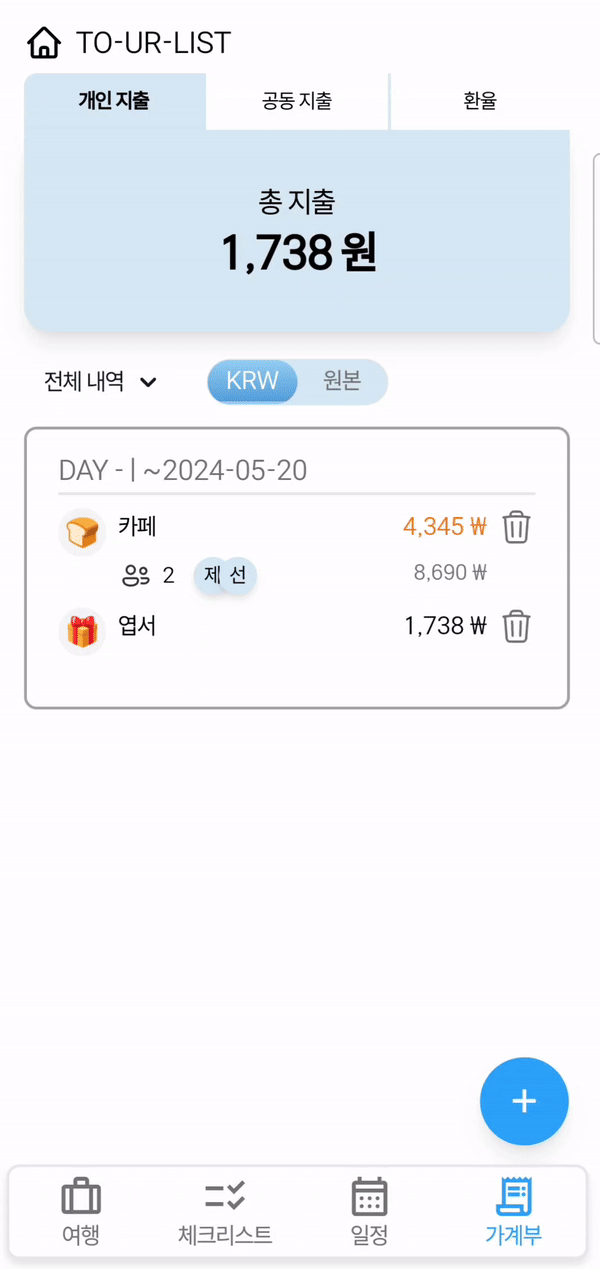 TO-UR-LIST
개인 지출 공동 지출 환율
총 지출
1,738 원
전체 내역 KRW 원본
DAY - | ~2024-05-20
카페 4,345 ₩
2 제 선 8,690 ₩
엽서 1,738 ₩
+
여행 체크리스트 일정 가계부